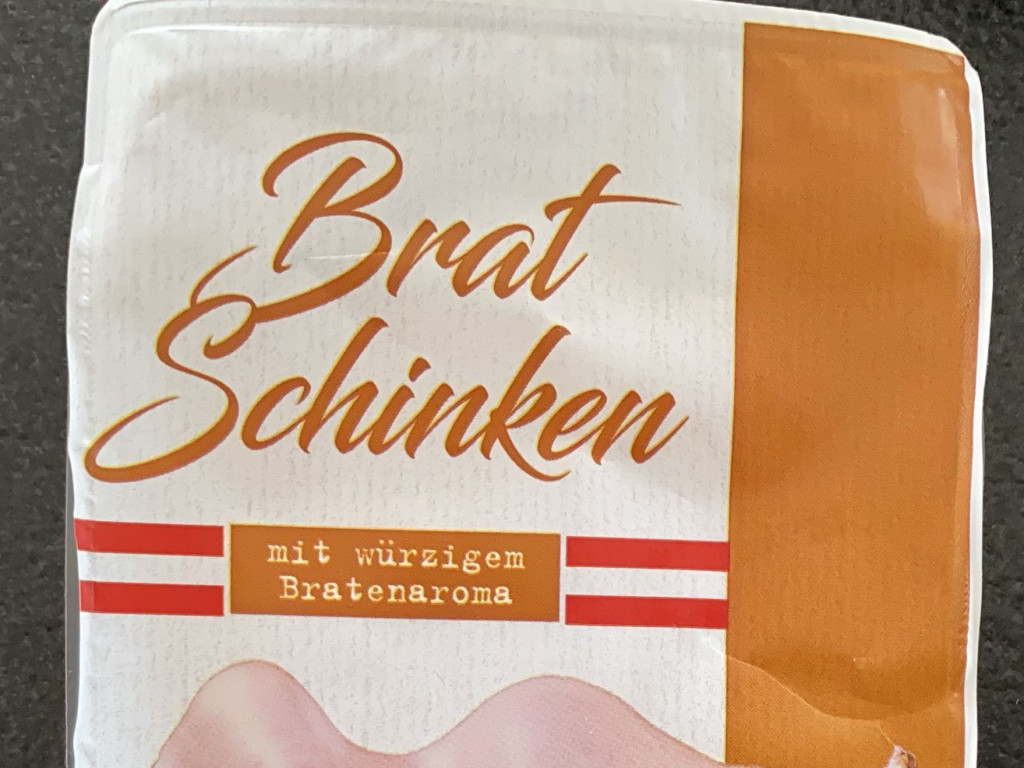 Brat
Schinken
mit würzigem
Bratenaroma